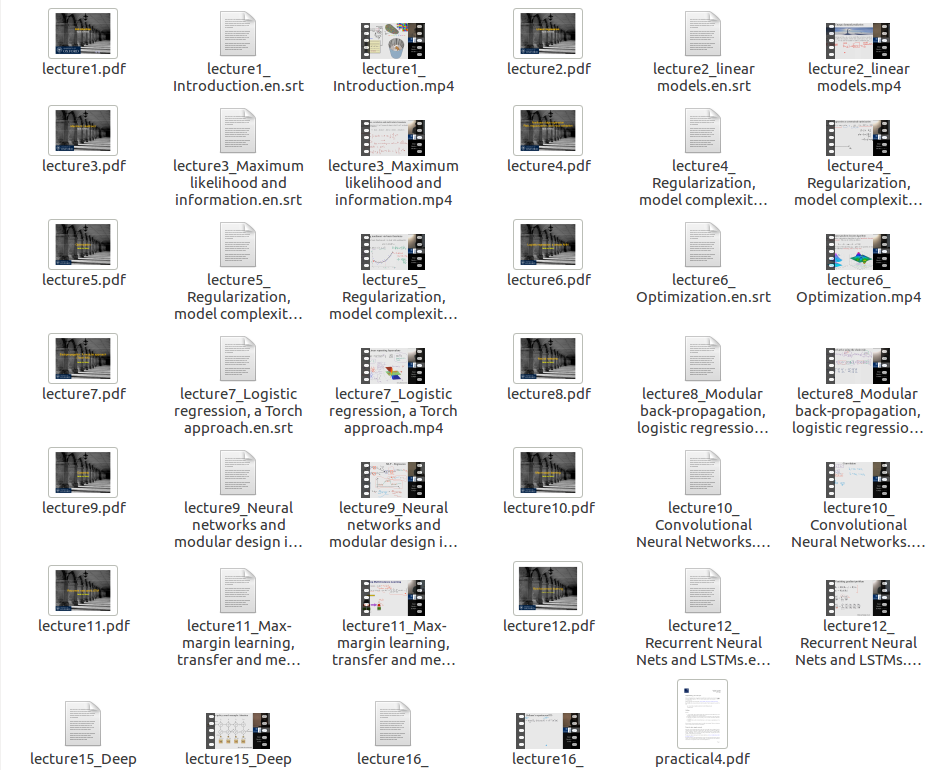 lecture1.pdf
lecture1_
Introduction.en.srt
lecture1_
Introduction.mp4
lecture2.pdf
lecture2_linear
models.en.srt
lecture2_linear
models.mp4
lecture3.pdf
lecture3_Maximum
likelihood and
information.en.srt
lecture3_Maximum
likelihood and
information.mp4
lecture4.pdf
lecture4_
Regularization,
model complexit...
lecture4_
Regularization,
model complexit...
lecture5.pdf
lecture5_
Regularization,
model complexit...
lecture5_
Regularization,
model complexit...
lecture6.pdf
lecture6_
Optimization.en.srt
lecture6_
Optimization.mp4
lecture7.pdf
lecture7_Logistic
regression, a Torch
approach.en.srt
lecture7_Logistic
regression, a Torch
approach.mp4
lecture8.pdf
lecture8_Modular
back-propagation,
logistic regressio...
lecture8_Modular
back-propagation,
logistic regressio...
lecture9.pdf
lecture9_Neural
networks and
modular design i...
lecture9_Neural
networks and
modular design i...
lecture10.pdf
lecture10_
Convolutional
Neural Networks....
lecture10_
Convolutional
Neural Networks....
lecture11.pdf
lecture11_Max-
margin learning,
transfer and me...
lecture11_Max-
margin learning,
transfer and me...
lecture12.pdf
lecture12_
Recurrent Neural
Nets and LSTMs.e...
lecture12_
Recurrent Neural
Nets and LSTMs....
lecture15_Deep
lecture15_Deep
lecture16_
lecture16_
practical4.pdf